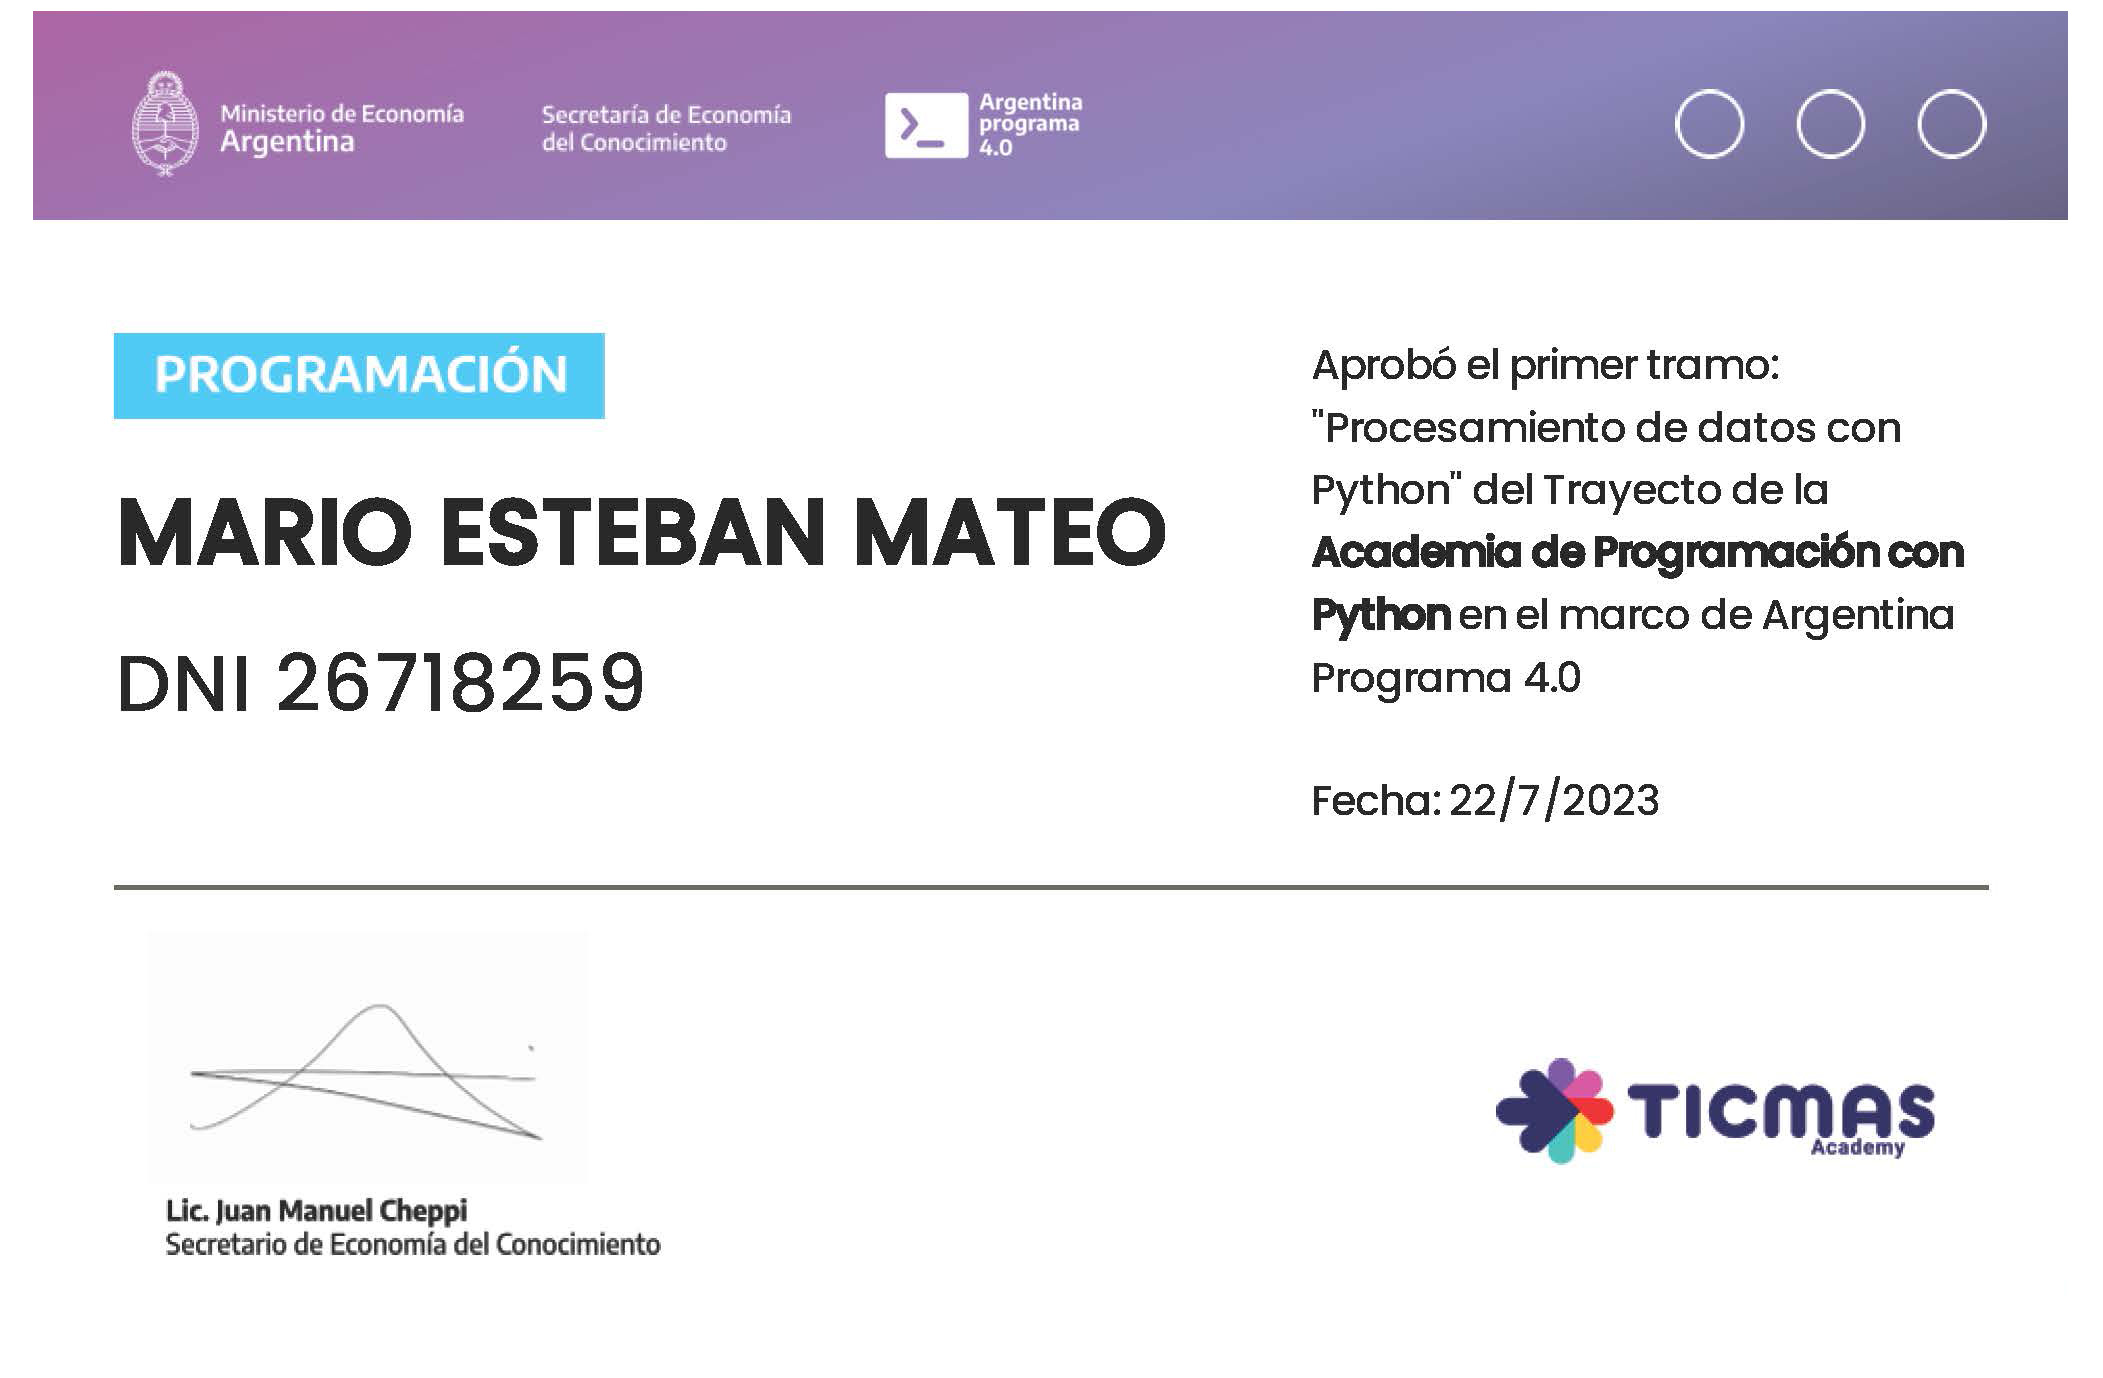 Ministerio de Economía
Argentina
Secretaría de Economía
del Conocimiento
Argentina
programa
4.0
PROGRAMACIÓN
MARIO ESTEBAN MATEO
DNI 26718259
Aprobó el primer tramo:
"Procesamiento de datos con
Python" del Trayecto de la
Academia de Programación con
Python en el marco de Argentina
Programa 4.0
Fecha: 22/7/2023
Lic. Juan Manuel Cheppi
Secretario de Economía del Conocimiento
TICMAS
Academy